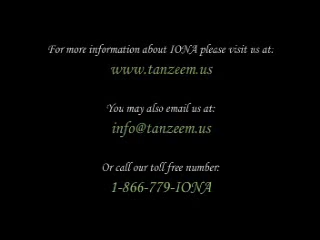 For more information about IONA please visit us at:
www.tanzeem.us
You may also email us at:
info@tanzeem.us
Or call our toll free number:
1-866-779-IONA